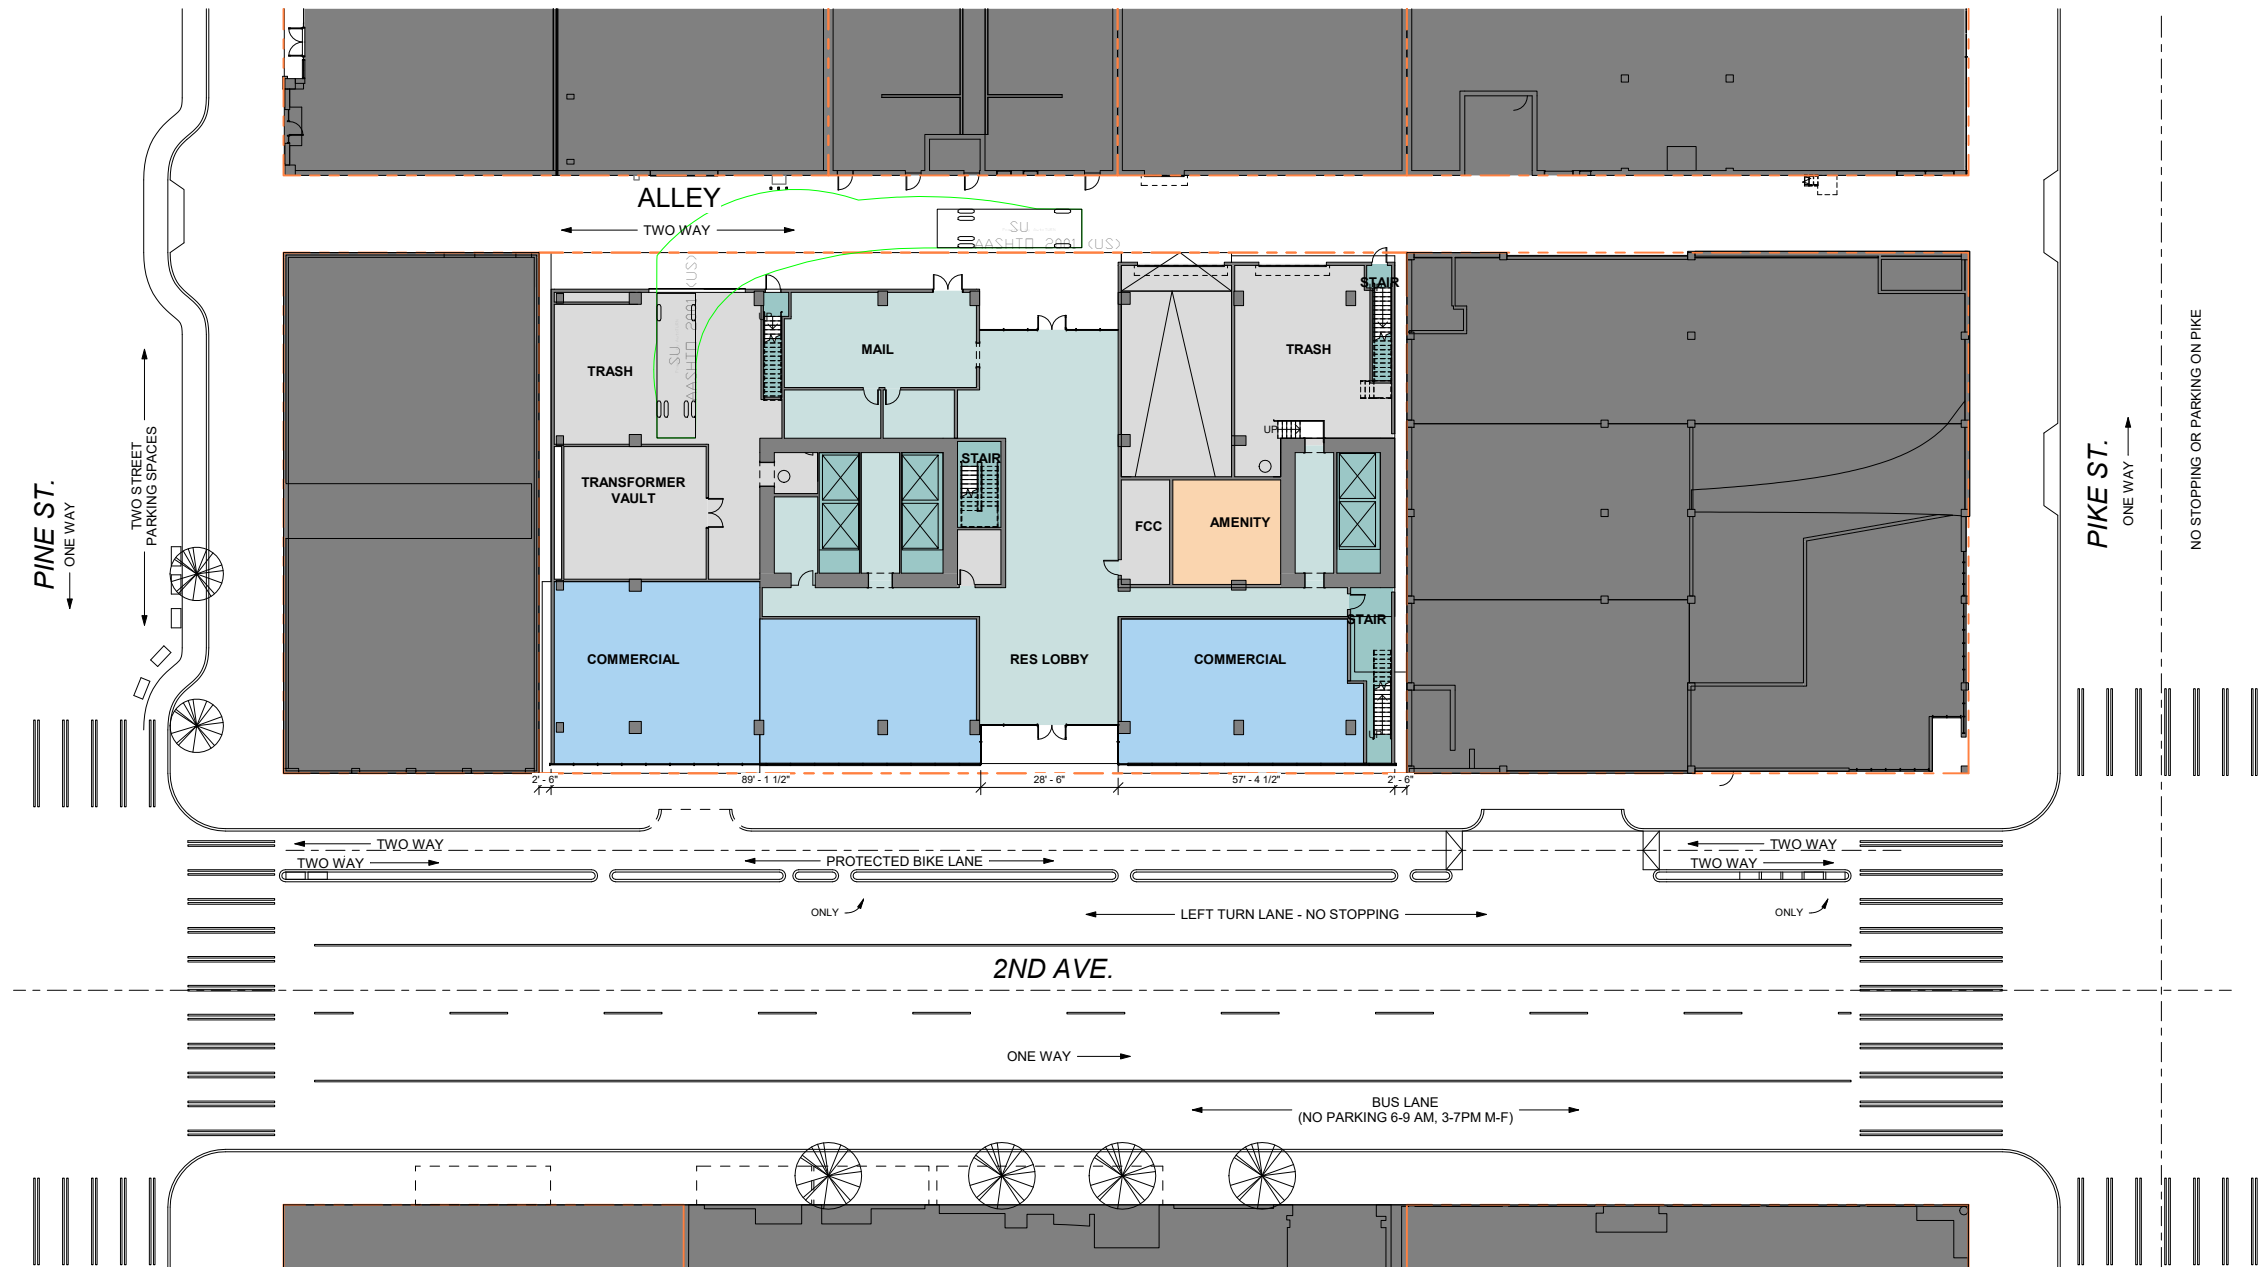 ALLEY
TWO WAY
SU
AASHTO 2001 (US)
SU
AASHTO 2001 (US)
STAIR
MAIL
TRASH
TRASH
UP
STAIR
TRANSFORMER
VAULT
FCC
AMENITY
STAIR
COMMERCIAL
RES LOBBY
COMMERCIAL
PINE ST.
ONE WAY
TWO STREET
PARKING SPACES
PIKE ST.
ONE WAY
NO STOPPING OR PARKING ON PIKE
2' - 6"
89' - 1 1/2"
28' - 6"
57' - 4 1/2"
2' - 6"
TWO WAY
TWO WAY
PROTECTED BIKE LANE
TWO WAY
TWO WAY
ONLY
LEFT TURN LANE - NO STOPPING
ONLY
2ND AVE.
ONE WAY
BUS LANE
(NO PARKING 6-9 AM, 3-7PM M-F)